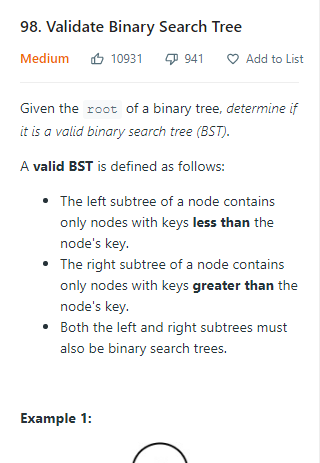 98. Validate Binary Search Tree
Medium 10931 941 Add to List
Given the root of a binary tree, determine if
it is a valid binary search tree (BST).
A valid BST is defined as follows:
• The left subtree of a node contains
only nodes with keys less than the
node's key.
• The right subtree of a node contains
only nodes with keys greater than the
node's key.
• Both the left and right subtrees must
also be binary search trees.
Example 1: